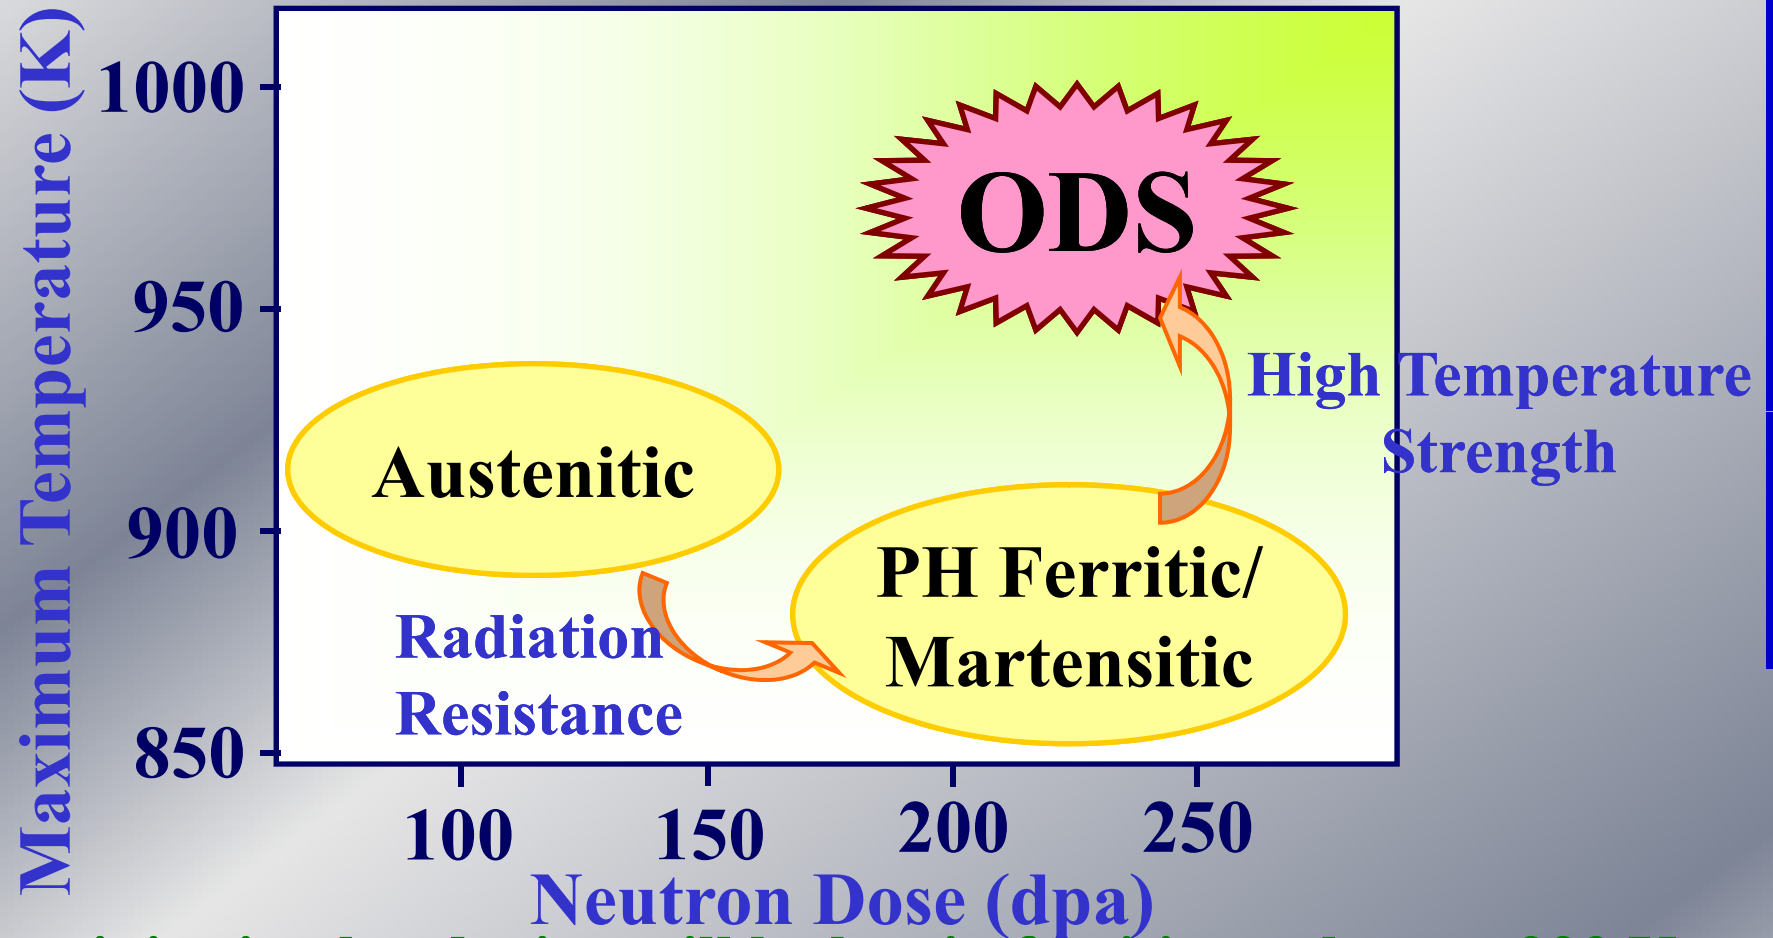 Maximum Temperature (K)
1000
950
900
850
ODS
High Temperature
Strength
Austenitic
PH Ferritic/
Martensitic
Radiation
Resistance
100
150
200
250
Neutron Dose (dpa)